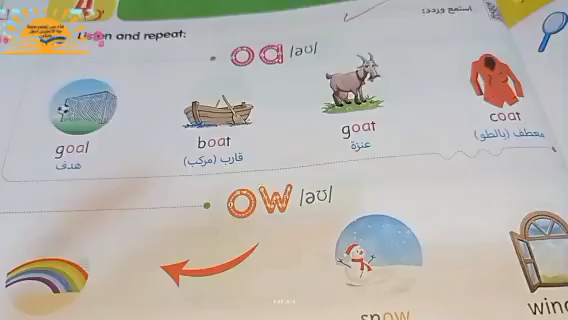 4
استمع وردد:
Listen and repeat:
oa /əʊ/
goal boat goat coat
هدف قارب (مركب) عنزة معطف (بالطو)
ow /əʊ/
snow